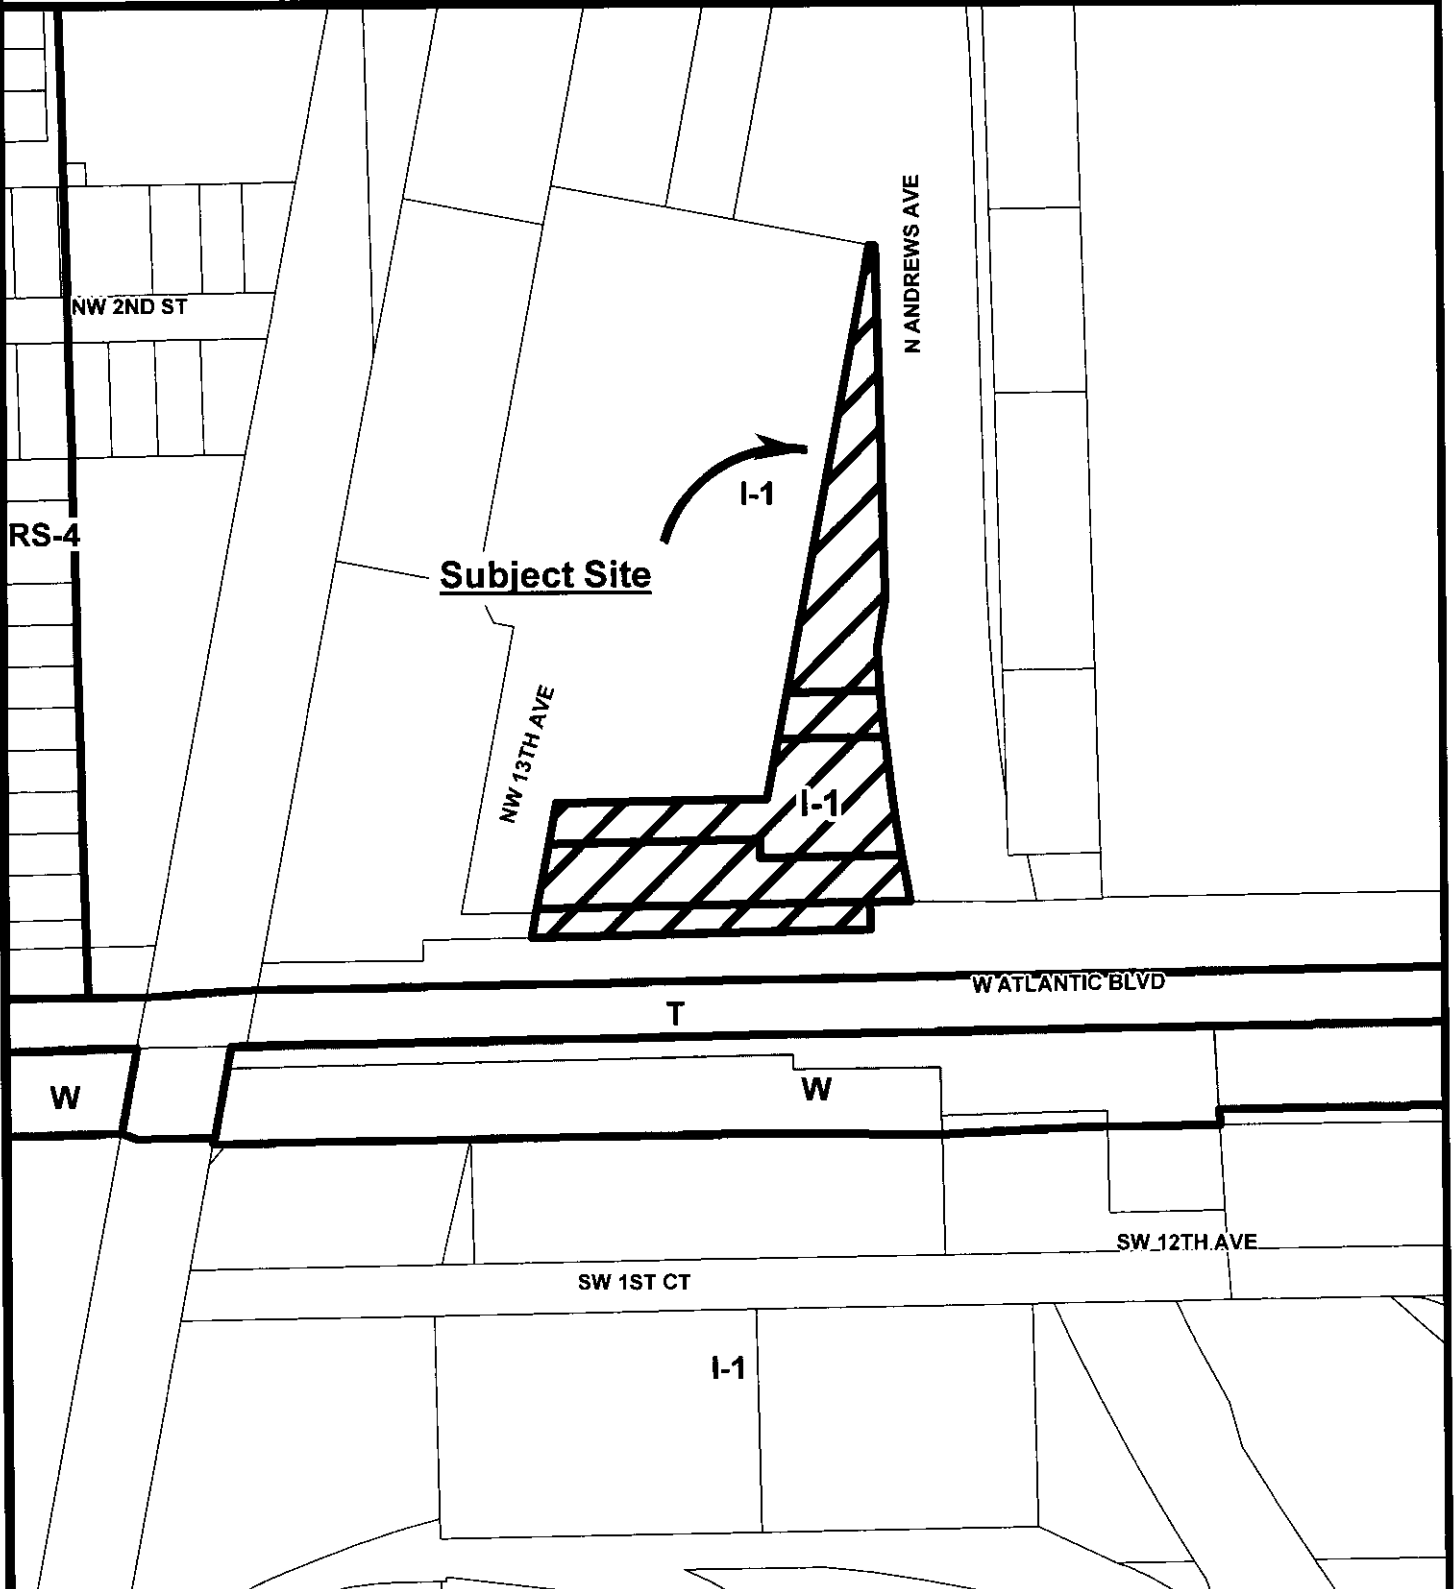 N ANDREWS AVE
NW 2ND ST
I-1
RS-4
Subject Site
NW 13TH AVE
I-1
W ATLANTIC BLVD
T
W
W
SW 12TH AVE
SW 1ST CT
I-1